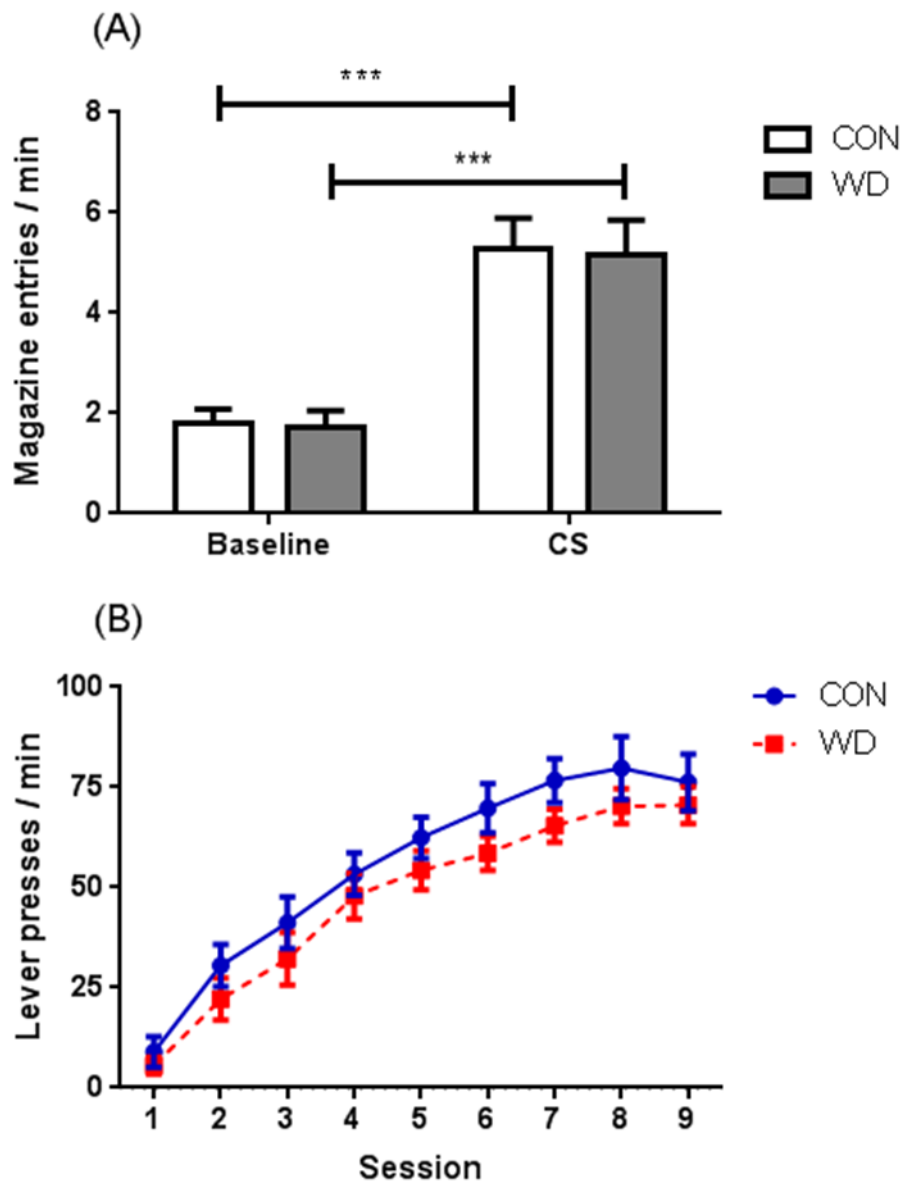 (A)
***
***
Magazine entries / min
8
6
4
2
0
Baseline CS
CON
WD
(B)
Lever presses / min
100
75
50
25
0
1 2 3 4 5 6 7 8 9
Session
CON
WD